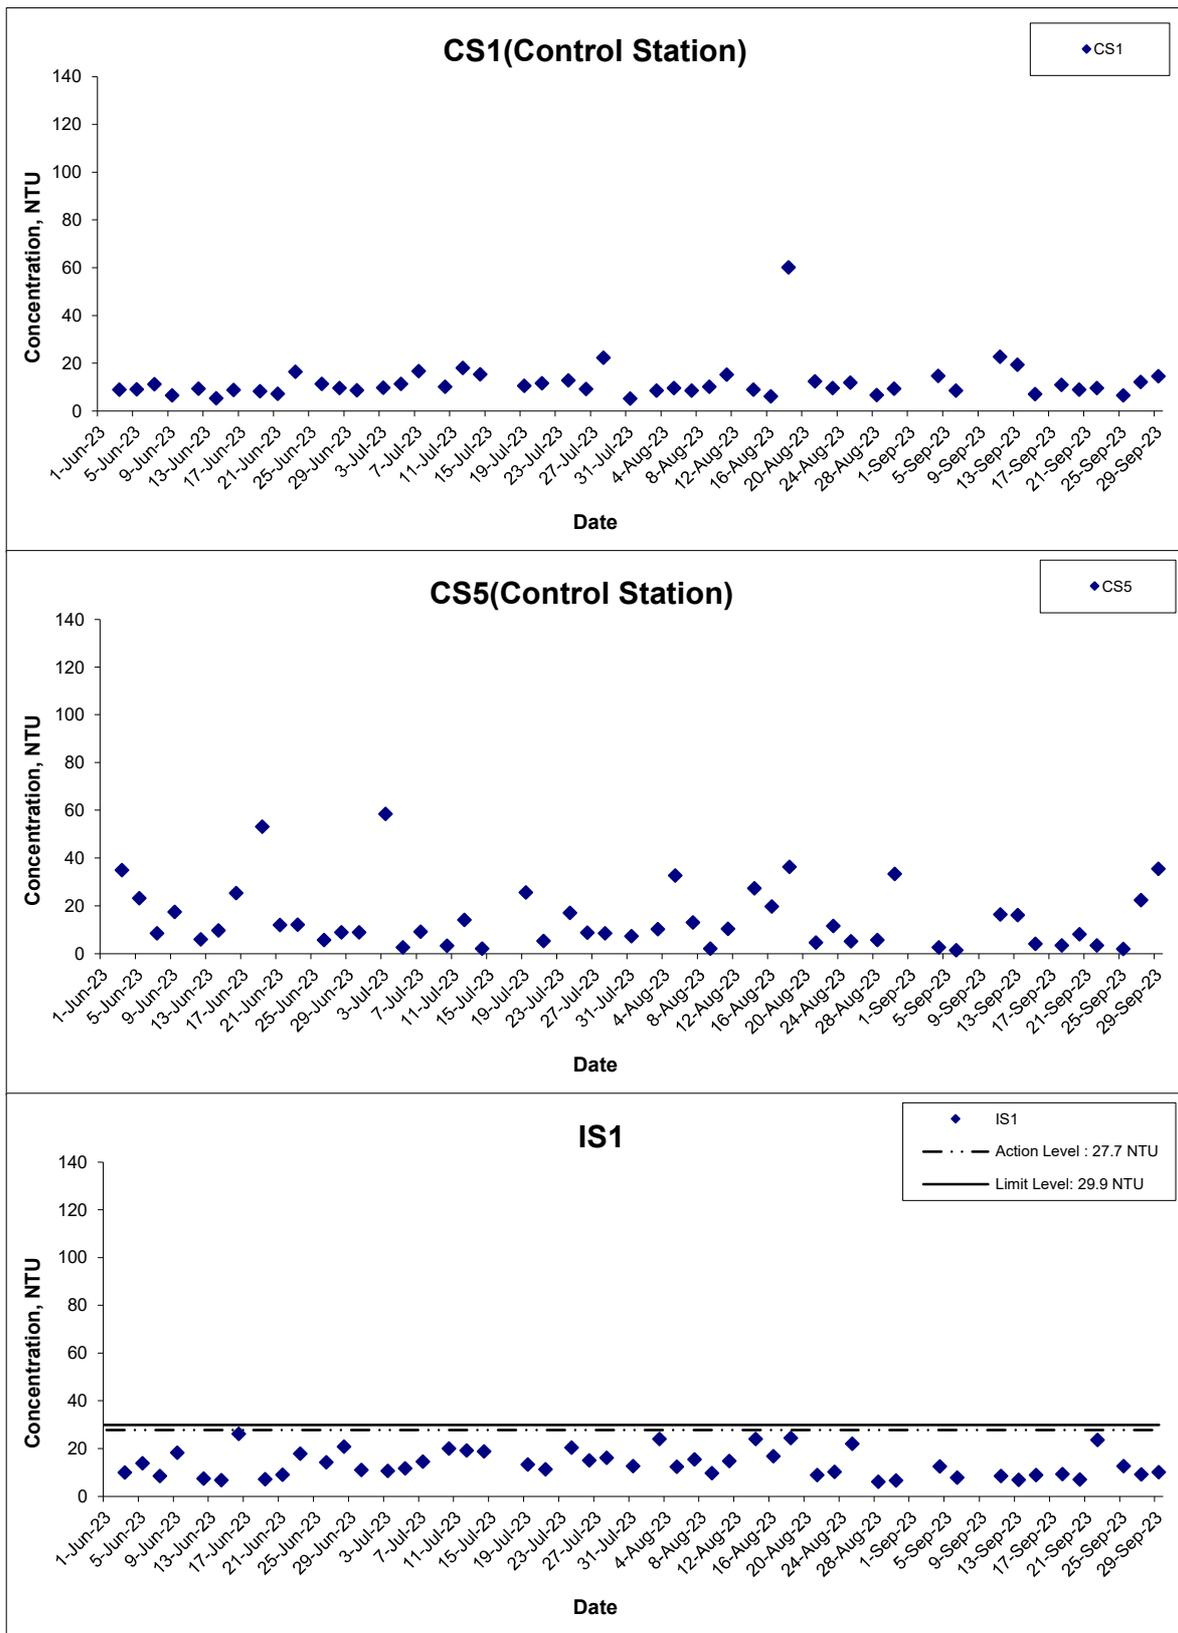 CS1(Control Station)
CS1
140
120
100
80
60
40
20
0
Concentration, NTU
1-Jun-23
5-Jun-23
9-Jun-23
13-Jun-23
17-Jun-23
21-Jun-23
25-Jun-23
29-Jun-23
3-Jul-23
7-Jul-23
11-Jul-23
15-Jul-23
19-Jul-23
23-Jul-23
27-Jul-23
31-Jul-23
4-Aug-23
8-Aug-23
12-Aug-23
16-Aug-23
20-Aug-23
24-Aug-23
28-Aug-23
1-Sep-23
5-Sep-23
9-Sep-23
13-Sep-23
17-Sep-23
21-Sep-23
25-Sep-23
29-Sep-23
Date
CS5(Control Station)
CS5
140
120
100
80
60
40
20
0
Concentration, NTU
1-Jun-23
5-Jun-23
9-Jun-23
13-Jun-23
17-Jun-23
21-Jun-23
25-Jun-23
29-Jun-23
3-Jul-23
7-Jul-23
11-Jul-23
15-Jul-23
19-Jul-23
23-Jul-23
27-Jul-23
31-Jul-23
4-Aug-23
8-Aug-23
12-Aug-23
16-Aug-23
20-Aug-23
24-Aug-23
28-Aug-23
1-Sep-23
5-Sep-23
9-Sep-23
13-Sep-23
17-Sep-23
21-Sep-23
25-Sep-23
29-Sep-23
Date
IS1
IS1
Action Level : 27.7 NTU
Limit Level: 29.9 NTU
140
120
100
80
60
40
20
0
Concentration, NTU
1-Jun-23
5-Jun-23
9-Jun-23
13-Jun-23
17-Jun-23
21-Jun-23
25-Jun-23
29-Jun-23
3-Jul-23
7-Jul-23
11-Jul-23
15-Jul-23
19-Jul-23
23-Jul-23
27-Jul-23
31-Jul-23
4-Aug-23
8-Aug-23
12-Aug-23
16-Aug-23
20-Aug-23
24-Aug-23
28-Aug-23
1-Sep-23
5-Sep-23
9-Sep-23
13-Sep-23
17-Sep-23
21-Sep-23
25-Sep-23
29-Sep-23
Date